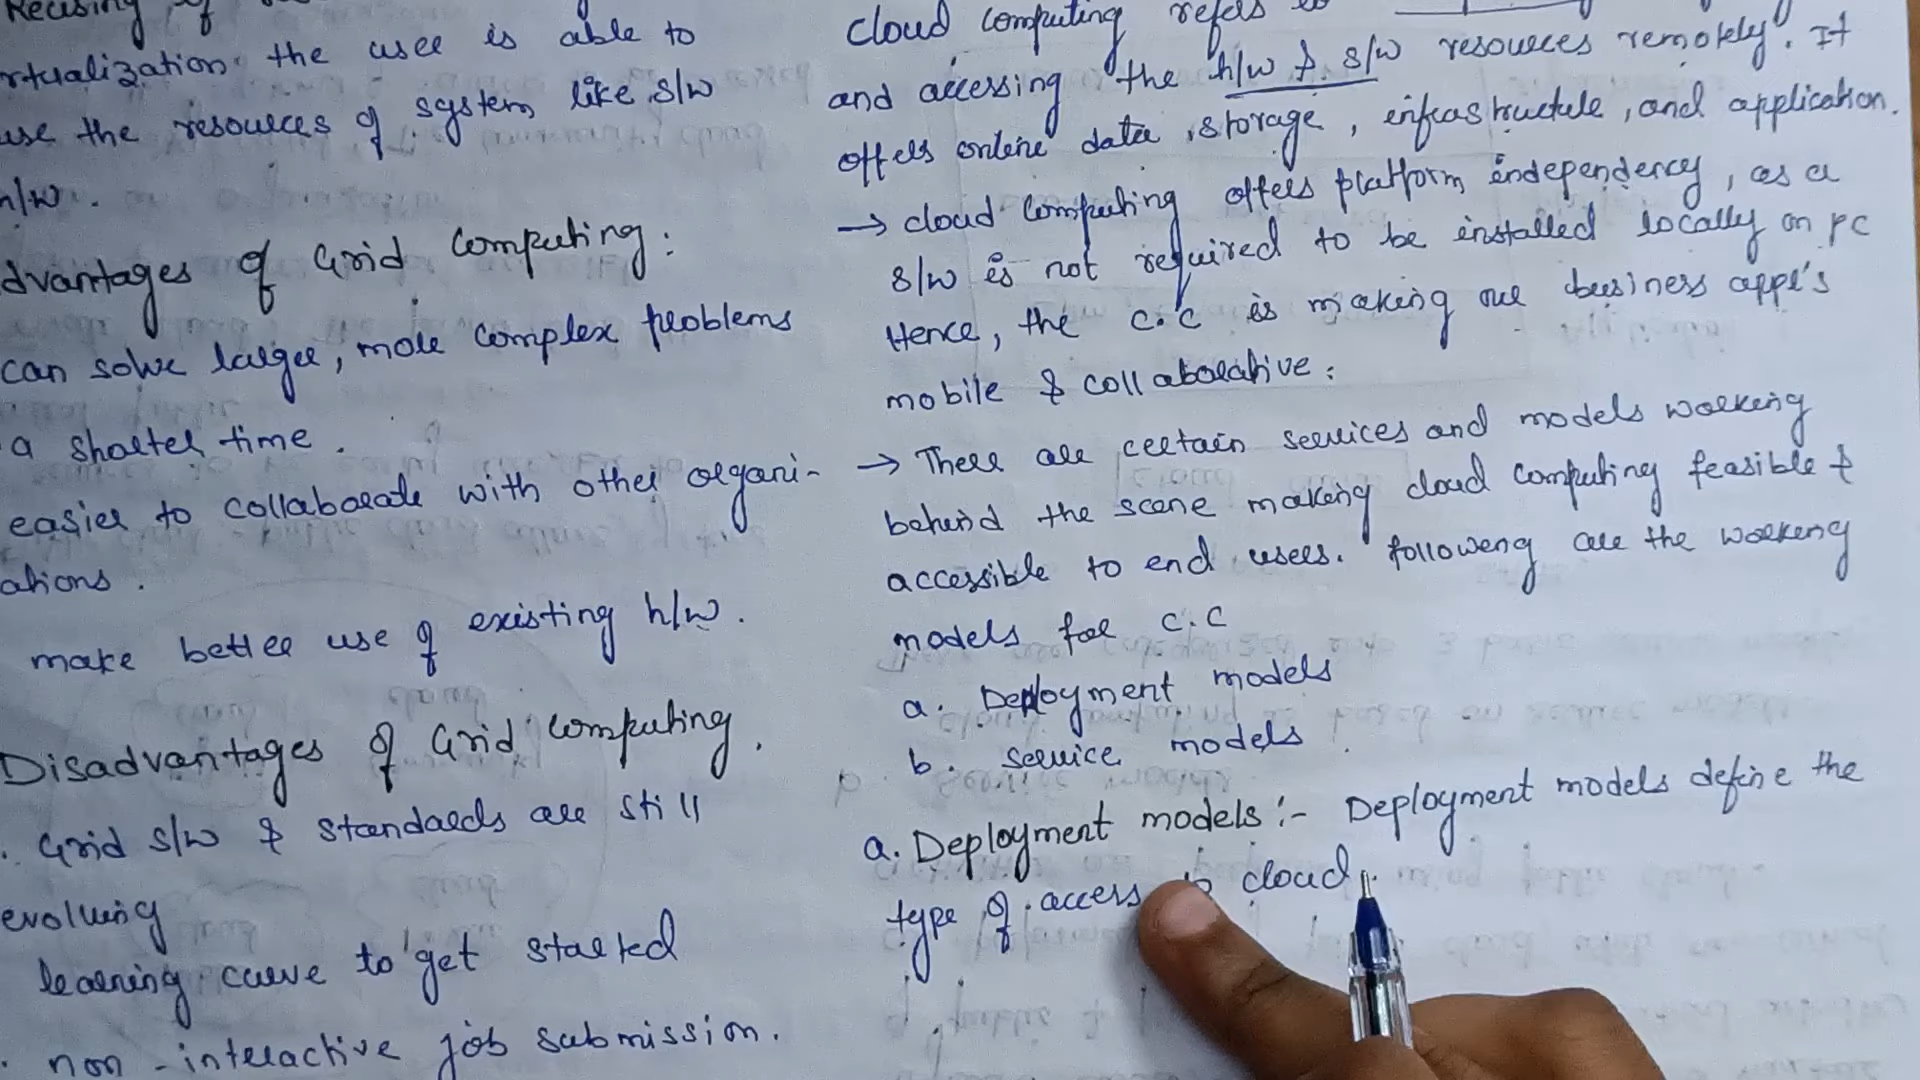 the user is able to
use the resources of system like s/w
h/w.
dvantages of Grid Computing:
can solve larger, more complex problems
a shorter time.
easier to collaborate with other organi-
ations.
make better use of existing h/w.
Disadvantages of Grid Computing.
. Grid s/w & standards are still
evolving
learning curve to get started
. non-interactive job submission.
cloud computing refers to
and accessing the h/w & s/w resources remotely. It
offers online data storage, infrastructure, and application.
→ cloud computing offers platform independency, as a
s/w is not required to be installed locally on pc
Hence, the c.c is making our business appl's
mobile & collaborative.
→ There are certain services and models working
behind the scene making cloud computing feasible &
accessible to end users. following are the working
models for c.c
a. Deployment models
b. service models
a. Deployment models :- Deployment models define the
type of access cloud.